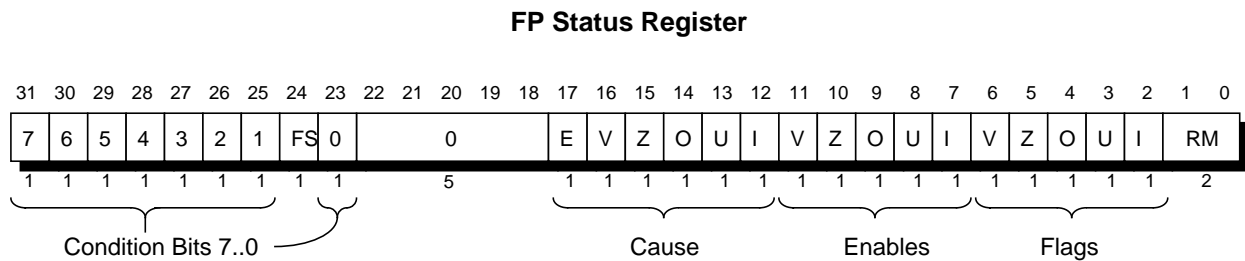 FP Status Register
31 30 29 28 27 26 25 24 23 22 21 20 19 18 17 16 15 14 13 12 11 10 9 8 7 6 5 4 3 2 1 0
7 6 5 4 3 2 1 FS 0 0 E V Z O U I V Z O U I V Z O U I RM
1 1 1 1 1 1 1 1 1 5 1 1 1 1 1 1 1 1 1 1 1 1 1 1 1 1 2
Condition Bits 7..0 Cause Enables Flags